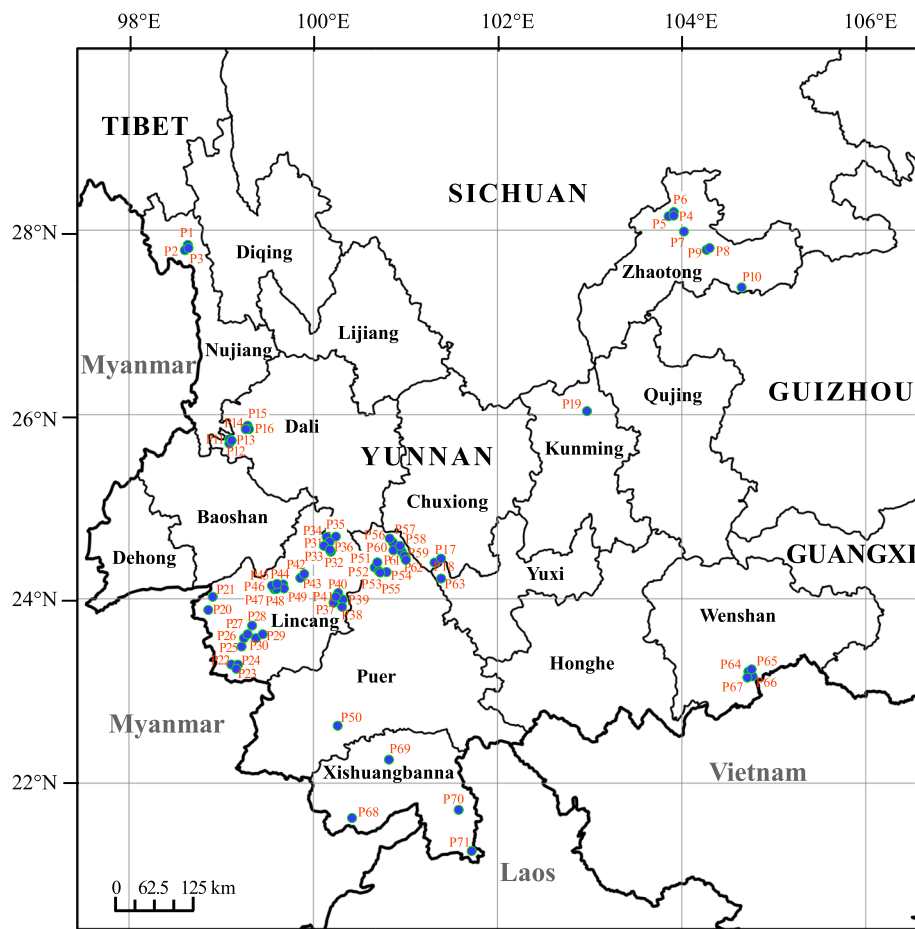 98°E 100°E 102°E 104°E 106°E
TIBET
SICHUAN
P6
P5 P4
28°N
P1
P2 P3
P7
P9 P8
Diqing
Zhaotong
P10
Lijiang
Nujiang
Myanmar
Qujing
GUIZHOU
26°N
P19
P15
P14 P16
P13
P12
Dali
YUNNAN
Kunming
Chuxiong
Baoshan
P34 P35
P31 P36
P33 P32
P56 P57
P58
P60 P59
P51 P61 P62
P52 P54
P53 P55
P17
P18
P63
Dehong
Yuxi
GUANGXI
P42
P43
P44
P46
P47 P48 P49
P40
P41 P39
P37 P38
24°N
P21
P20
Lincang
P28
P27
P26 P29
P25 P30
P22 P24
P23
Wenshan
Honghe
P64 P65
P67 P66
Puer
Myanmar
P50
P69
Xishuangbanna
Vietnam
22°N
P68
P70
P71
Laos
0 62.5 125 km